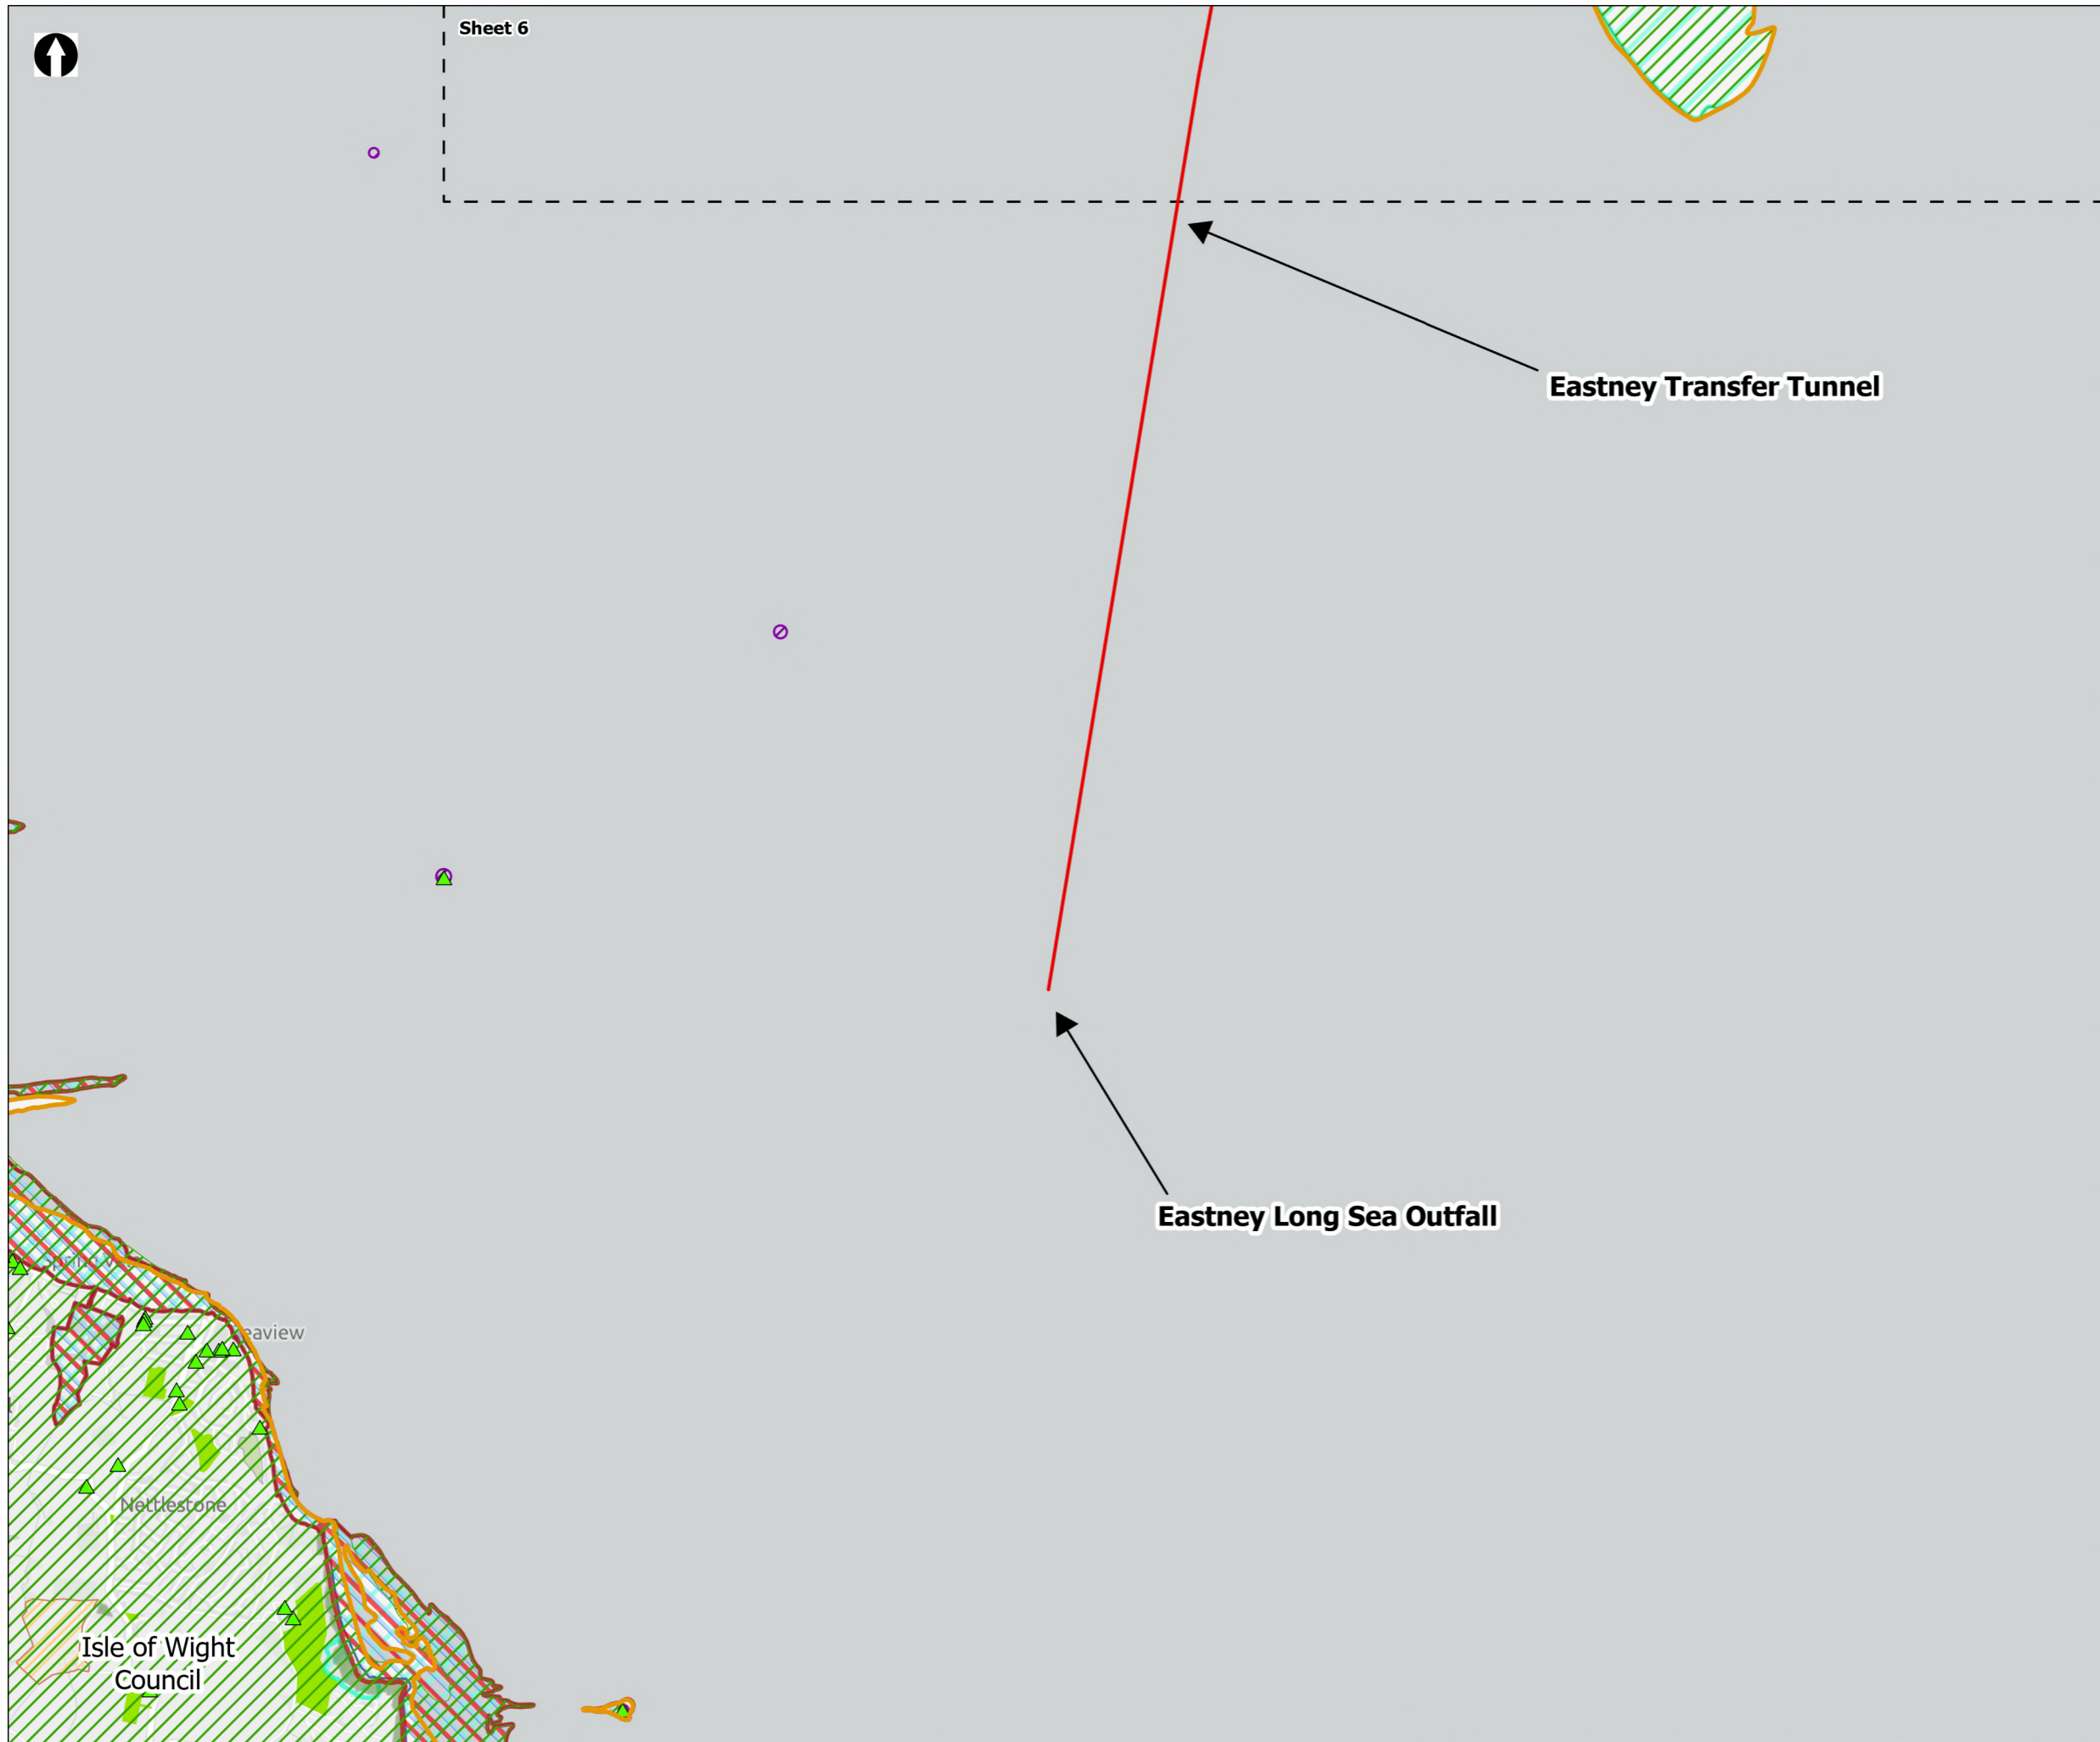 Sheet 6
Eastney Transfer Tunnel
Eastney Long Sea Outfall
Nettlestone
Isle of Wight
Council